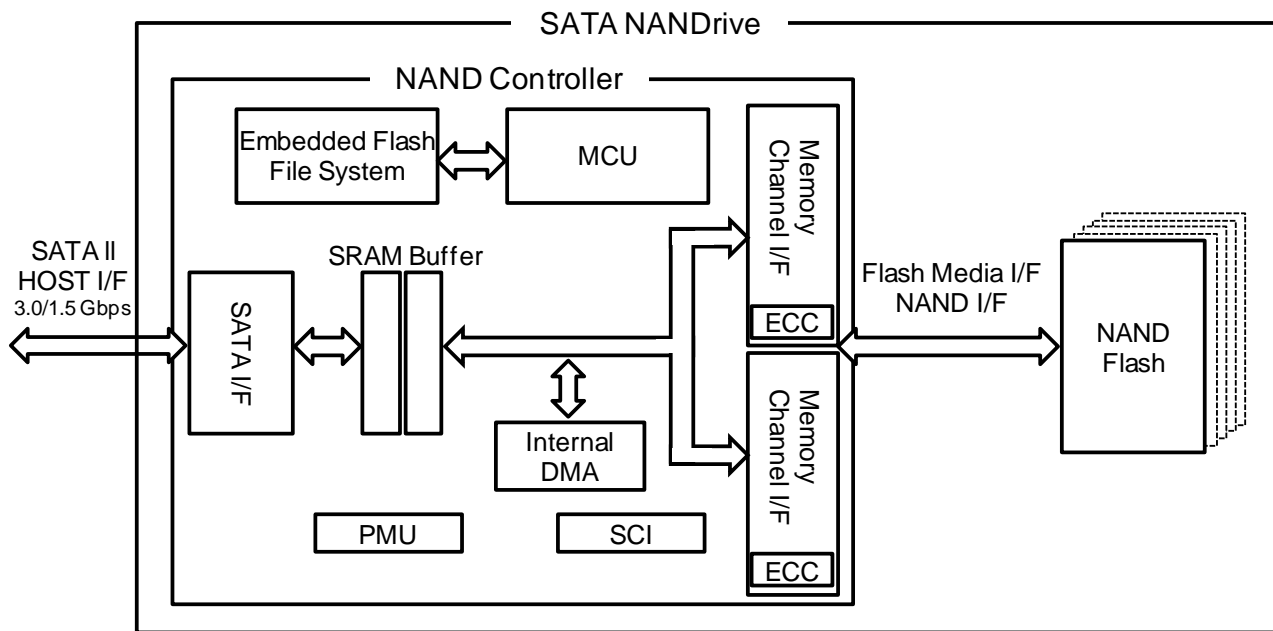 SATA NANDrive
NAND Controller
Embedded Flash
File System
MCU
Memory
Channel I/F
ECC
SATA II
HOST I/F
3.0/1.5 Gbps
SRAM Buffer
SATA I/F
Flash Media I/F
NAND I/F
NAND
Flash
Internal
DMA
Memory
Channel I/F
ECC
PMU
SCI